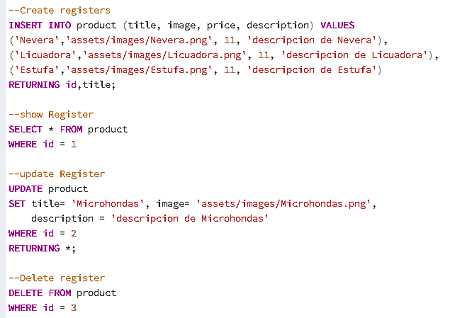 --Create registers
INSERT INTO product (title, image, price, description) VALUES
('Nevera','assets/images/Nevera.png', 11, 'descripcion de Nevera'),
('Licuadora','assets/images/Licuadora.png', 11, 'descripcion de Licuadora'),
('Estufa','assets/images/Estufa.png', 11, 'descripcion de Estufa')
RETURNING id,title;
--show Register
SELECT * FROM product
WHERE id = 1
--update Register
UPDATE product
SET title= 'Microhondas', image= 'assets/images/Microhondas.png',
description = 'descripcion de Microhondas'
WHERE id = 2
RETURNING *;
--Delete register
DELETE FROM product
WHERE id = 3